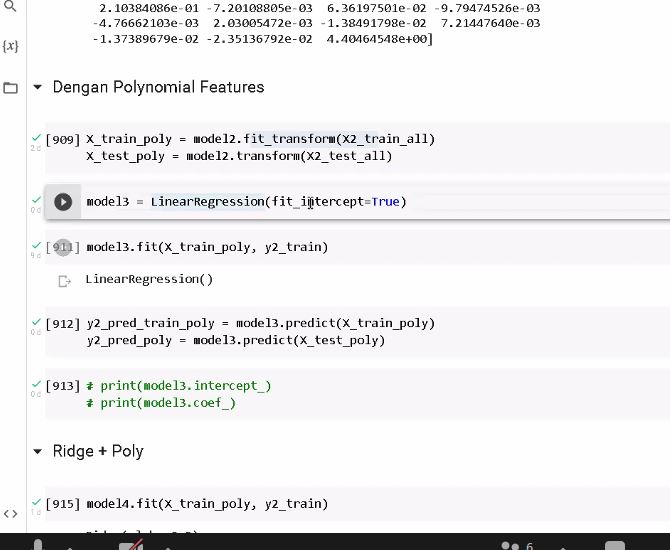 2.10384086e-01 -7.20108805e-03 6.36197501e-02 -9.79474526e-03
-4.76662103e-03 2.03005472e-03 -1.38491798e-02 7.21447640e-03
-1.37389679e-02 -2.35136792e-02 4.40464548e+00]
{x}
Dengan Polynomial Features
[909] X_train_poly = model2.fit_transform(X2_train_all)
X_test_poly = model2.transform(X2_test_all)
model3 = LinearRegression(fit_intercept=True)
[911] model3.fit(X_train_poly, y2_train)
LinearRegression()
[912] y2_pred_train_poly = model3.predict(X_train_poly)
y2_pred_poly = model3.predict(X_test_poly)
[913] # print(model3.intercept_)
# print(model3.coef_)
Ridge + Poly
<> [915] model4.fit(X_train_poly, y2_train)
6